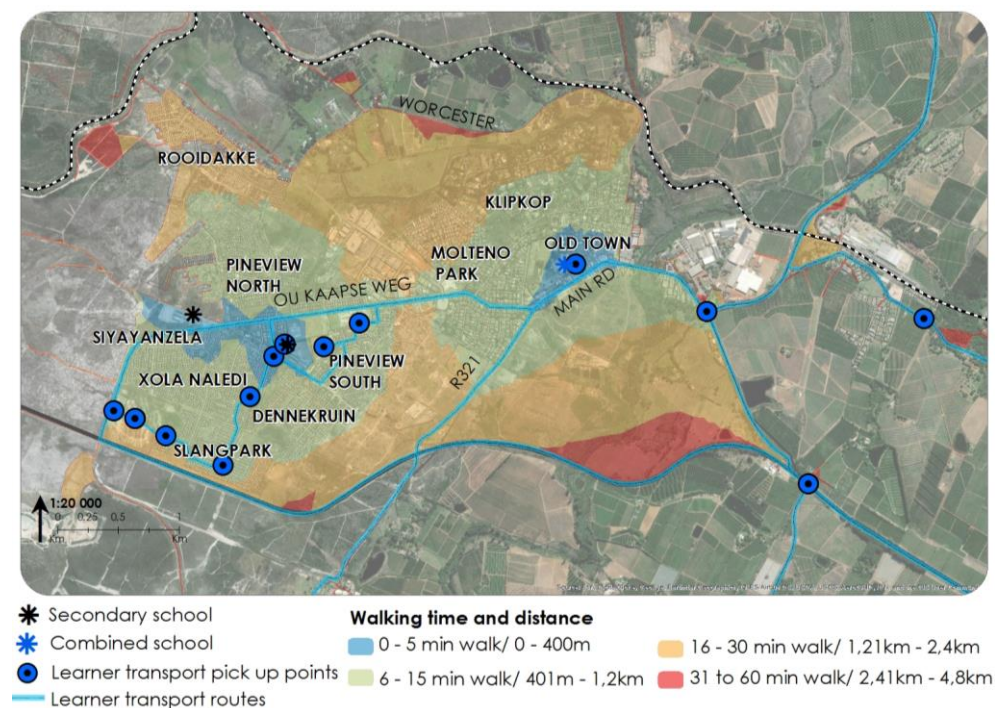 WORCESTER
ROOIDAKKE
KLIPKOP
OLD TOWN
MOLTENO
PARK
PINEVIEW
NORTH
OU KAAPSE WEG
MAIN RD
SIYAYANZELA
PINEVIEW
SOUTH
R321
XOLA NALEDI
DENNEKRUIN
SLANGPARK
1:20 000
0 0,25 0,5 1
Km Km
Secondary school
Combined school
Learner transport pick up points
Learner transport routes
Walking time and distance
0 - 5 min walk/ 0 - 400m
6 - 15 min walk/ 401m - 1,2km
16 - 30 min walk/ 1,21km - 2,4km
31 to 60 min walk/ 2,41km - 4,8km